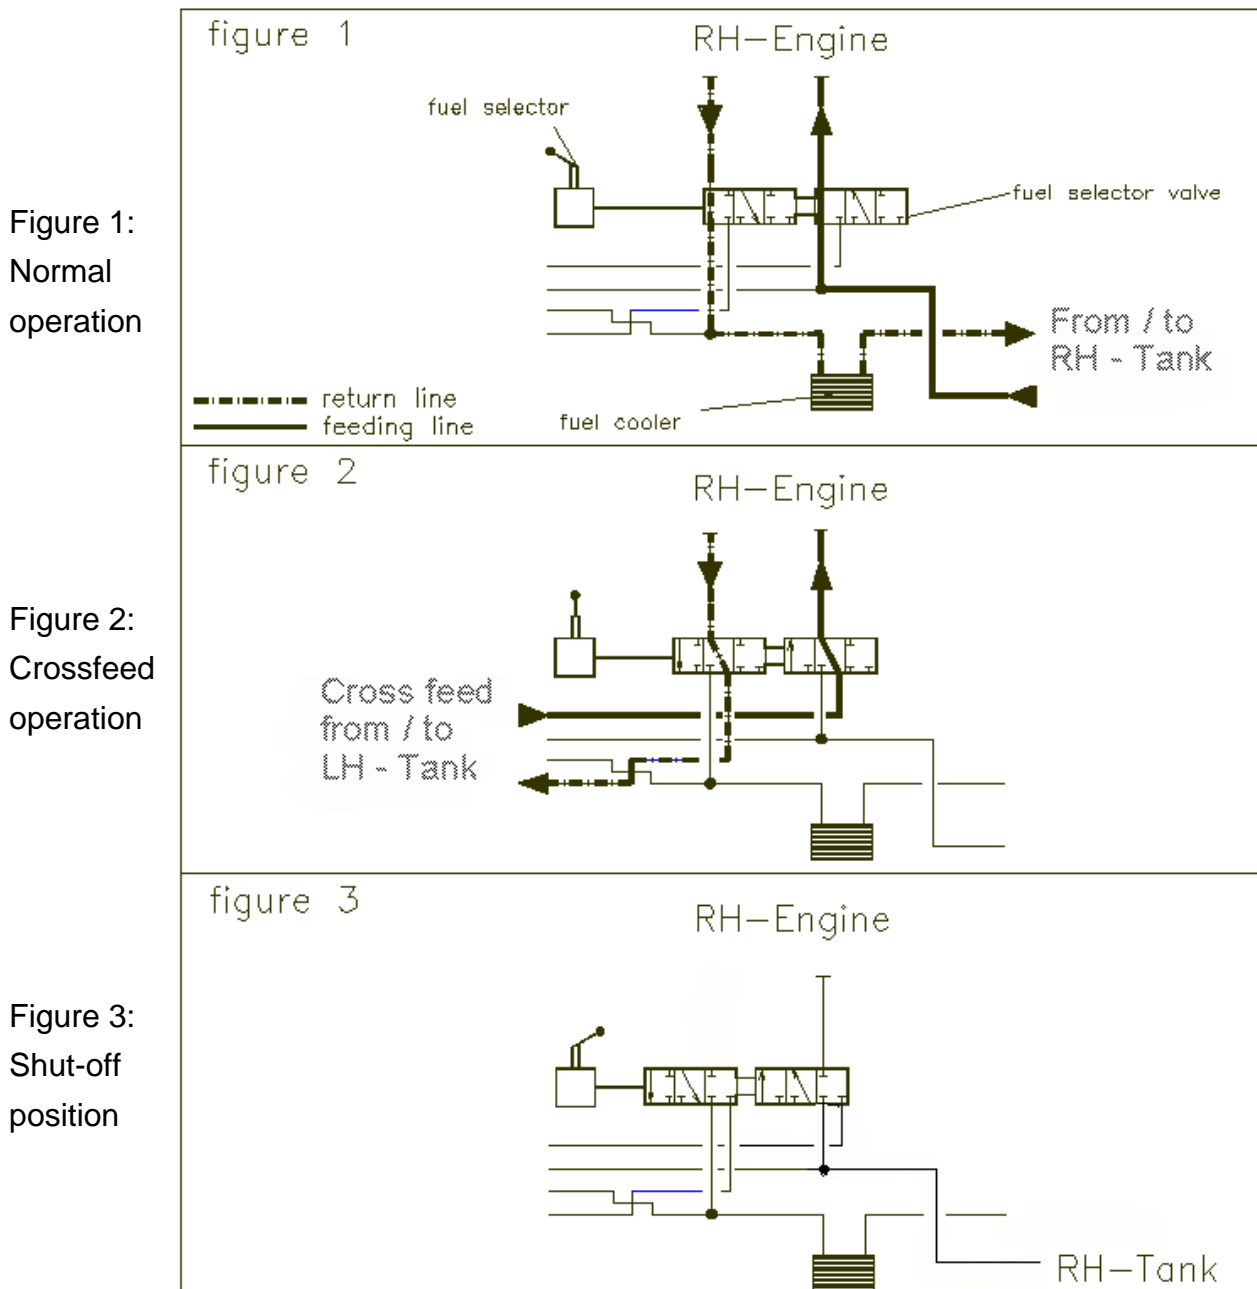 figure 1
RH-Engine
fuel selector
fuel selector valve
Figure 1:
Normal
operation
From / to
RH - Tank
return line
feeding line
fuel cooler
figure 2
RH-Engine
Figure 2:
Crossfeed
operation
Cross feed
from / to
LH - Tank
figure 3
RH-Engine
Figure 3:
Shut-off
position
RH-Tank